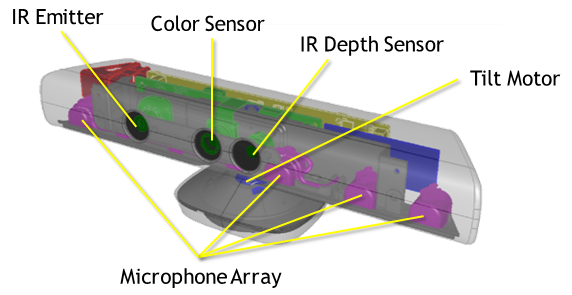 IR Emitter
Color Sensor
IR Depth Sensor
Tilt Motor
Microphone Array